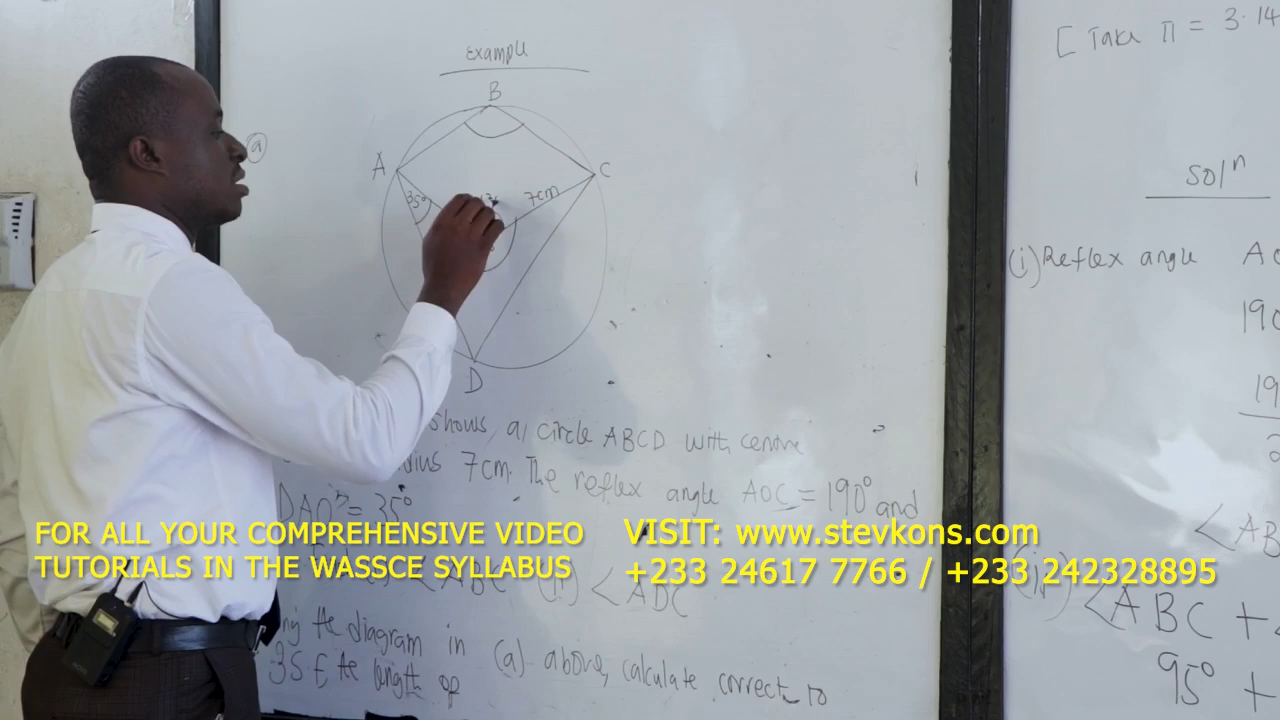 Example
B
(a)
A
C
35°
7cm
D
shows a circle ABCD with centre
7cm. The reflex angle AOC = 190° and
DAO = 35°
<ABC (ii) <ADC
the diagram in (a) above, calculate correct to
3S.F the length of
[Take π = 3.14
Solⁿ
(i) Reflex angle
190
19
2
<AB
(ii) <ABC +
95° +
FOR ALL YOUR COMPREHENSIVE VIDEO
TUTORIALS IN THE WASSCE SYLLABUS
VISIT: www.stevkons.com
+233 24617 7766 / +233 242328895